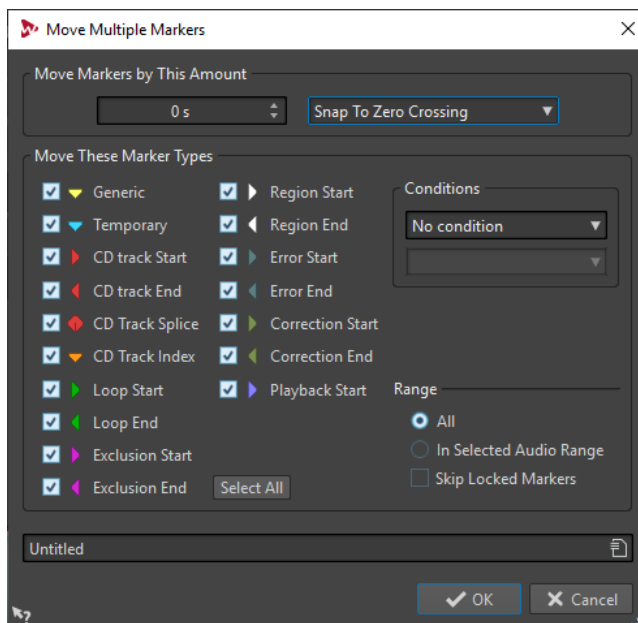 Move Multiple Markers
Move Markers by This Amount
0 s
Snap To Zero Crossing
Move These Marker Types
Generic
Temporary
CD track Start
CD track End
CD Track Splice
CD Track Index
Loop Start
Loop End
Exclusion Start
Exclusion End
Select All
Region Start
Region End
Error Start
Error End
Correction Start
Correction End
Playback Start
Conditions
No condition
Range
All
In Selected Audio Range
Skip Locked Markers
Untitled
OK
Cancel